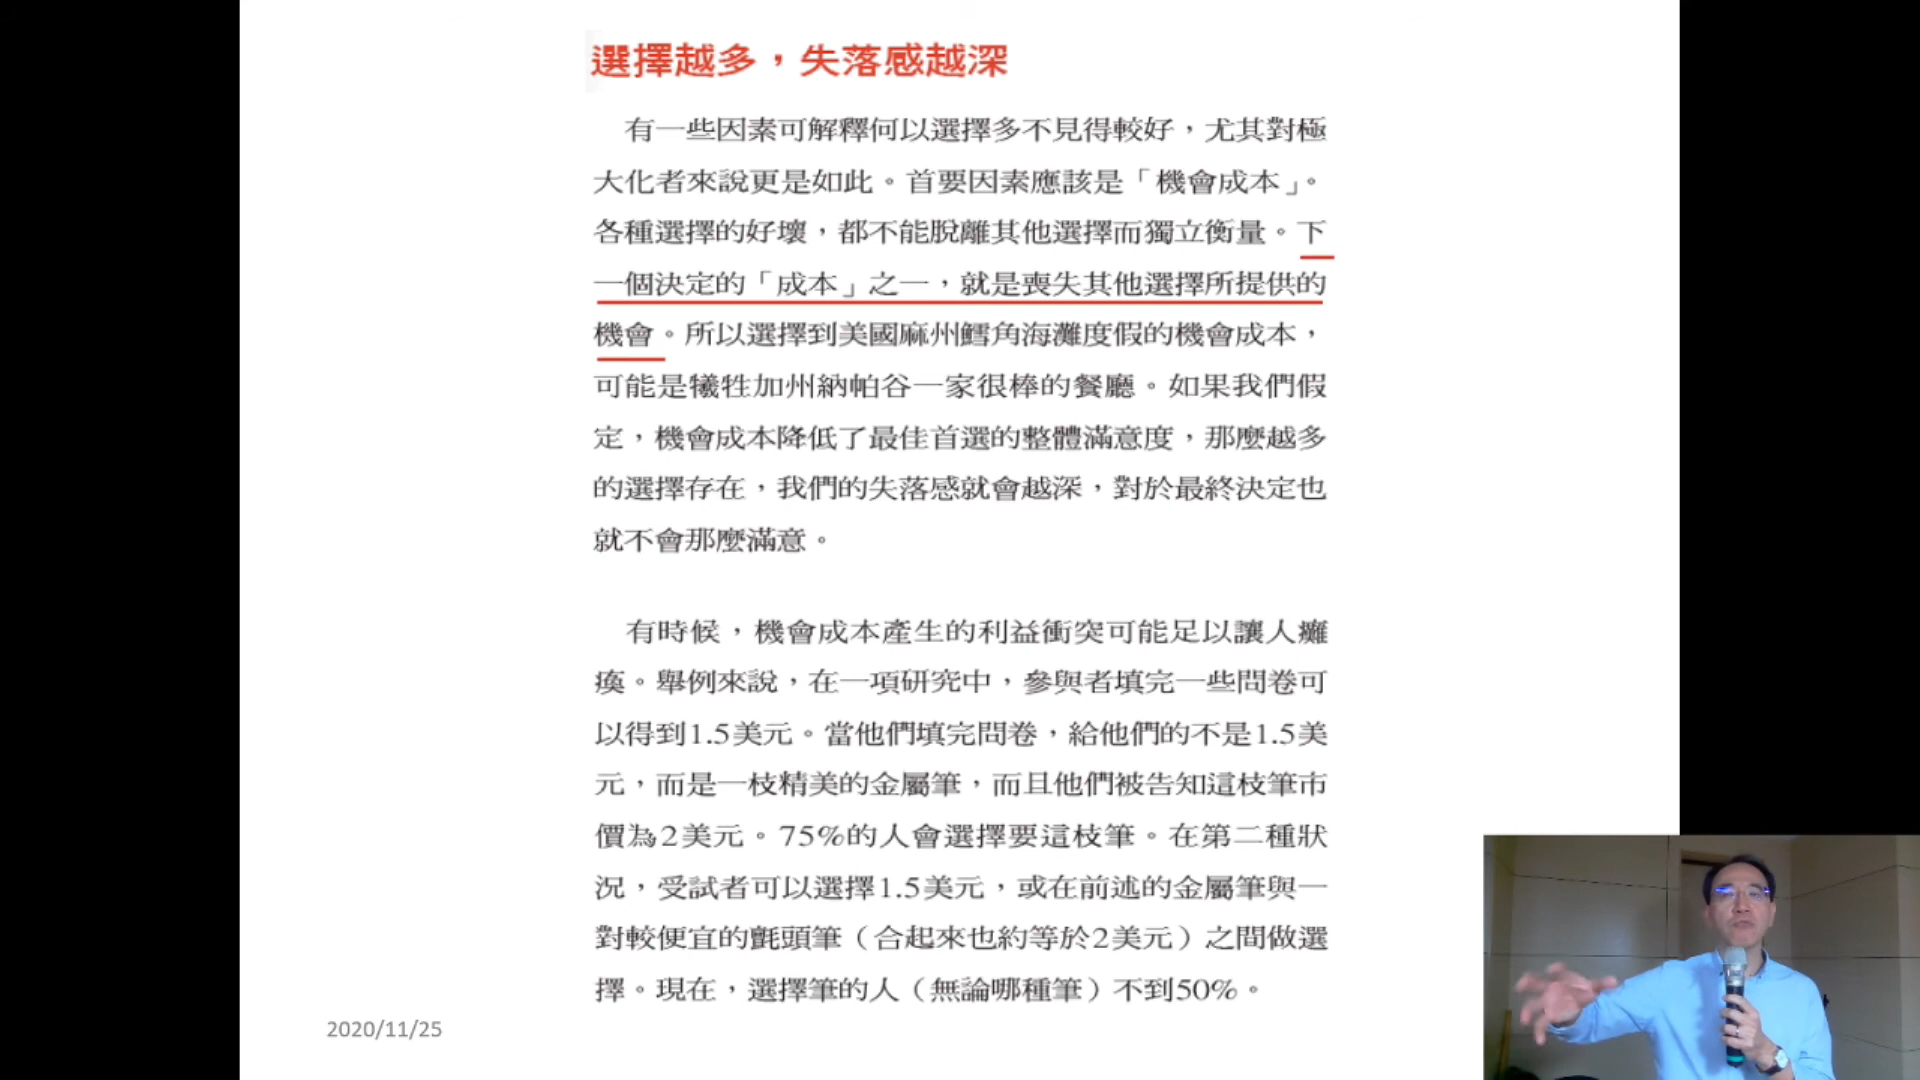 選擇越多，失落感越深
有一些因素可解釋何以選擇多不見得較好，尤其對極
大化者來說更是如此。首要因素應該是「機會成本」。
各種選擇的好壞，都不能脫離其他選擇而獨立衡量。下
一個決定的「成本」之一，就是喪失其他選擇所提供的
機會。所以選擇到美國麻州鱈角海灘度假的機會成本，
可能是犧牲加州納帕谷一家很棒的餐廳。如果我們假
定，機會成本降低了最佳首選的整體滿意度，那麼越多
的選擇存在，我們的失落感就會越深，對於最終決定也
就不會那麼滿意。
有時候，機會成本產生的利益衝突可能足以讓人癱
瘓。舉例來說，在一項研究中，參與者填完一些問卷可
以得到1.5美元。當他們填完問卷，給他們的不是1.5美
元，而是一枝精美的金屬筆，而且他們被告知這枝筆市
價為2美元。75%的人會選擇要這枝筆。在第二種狀
況，受試者可以選擇1.5美元，或在前述的金屬筆與一
對較便宜的氈頭筆（合起來也約等於2美元）之間做選
擇。現在，選擇筆的人（無論哪種筆）不到50%。
2020/11/25